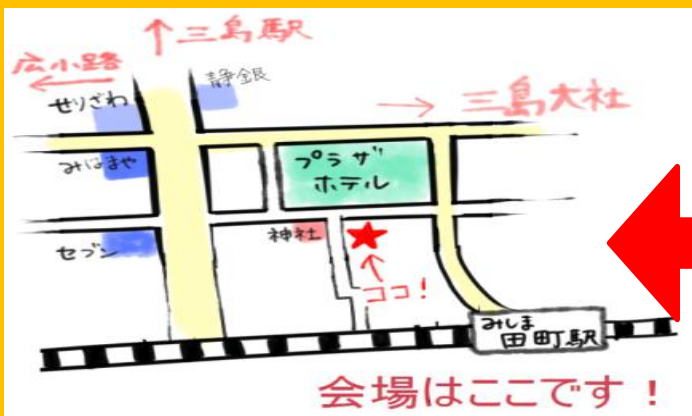 ↑三島駅
広小路
←
静銀
せりざわ
→ 三島大社
みはまや
プラザ
ホテル
神社
セブン
ココ!
みしま
田町駅
会場はここです!